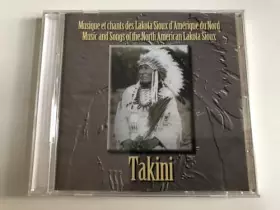 Musique et chants des Lakota Sioux d'Amérique du Nord
Music and Songs of the North American Lakota Sioux
Takini